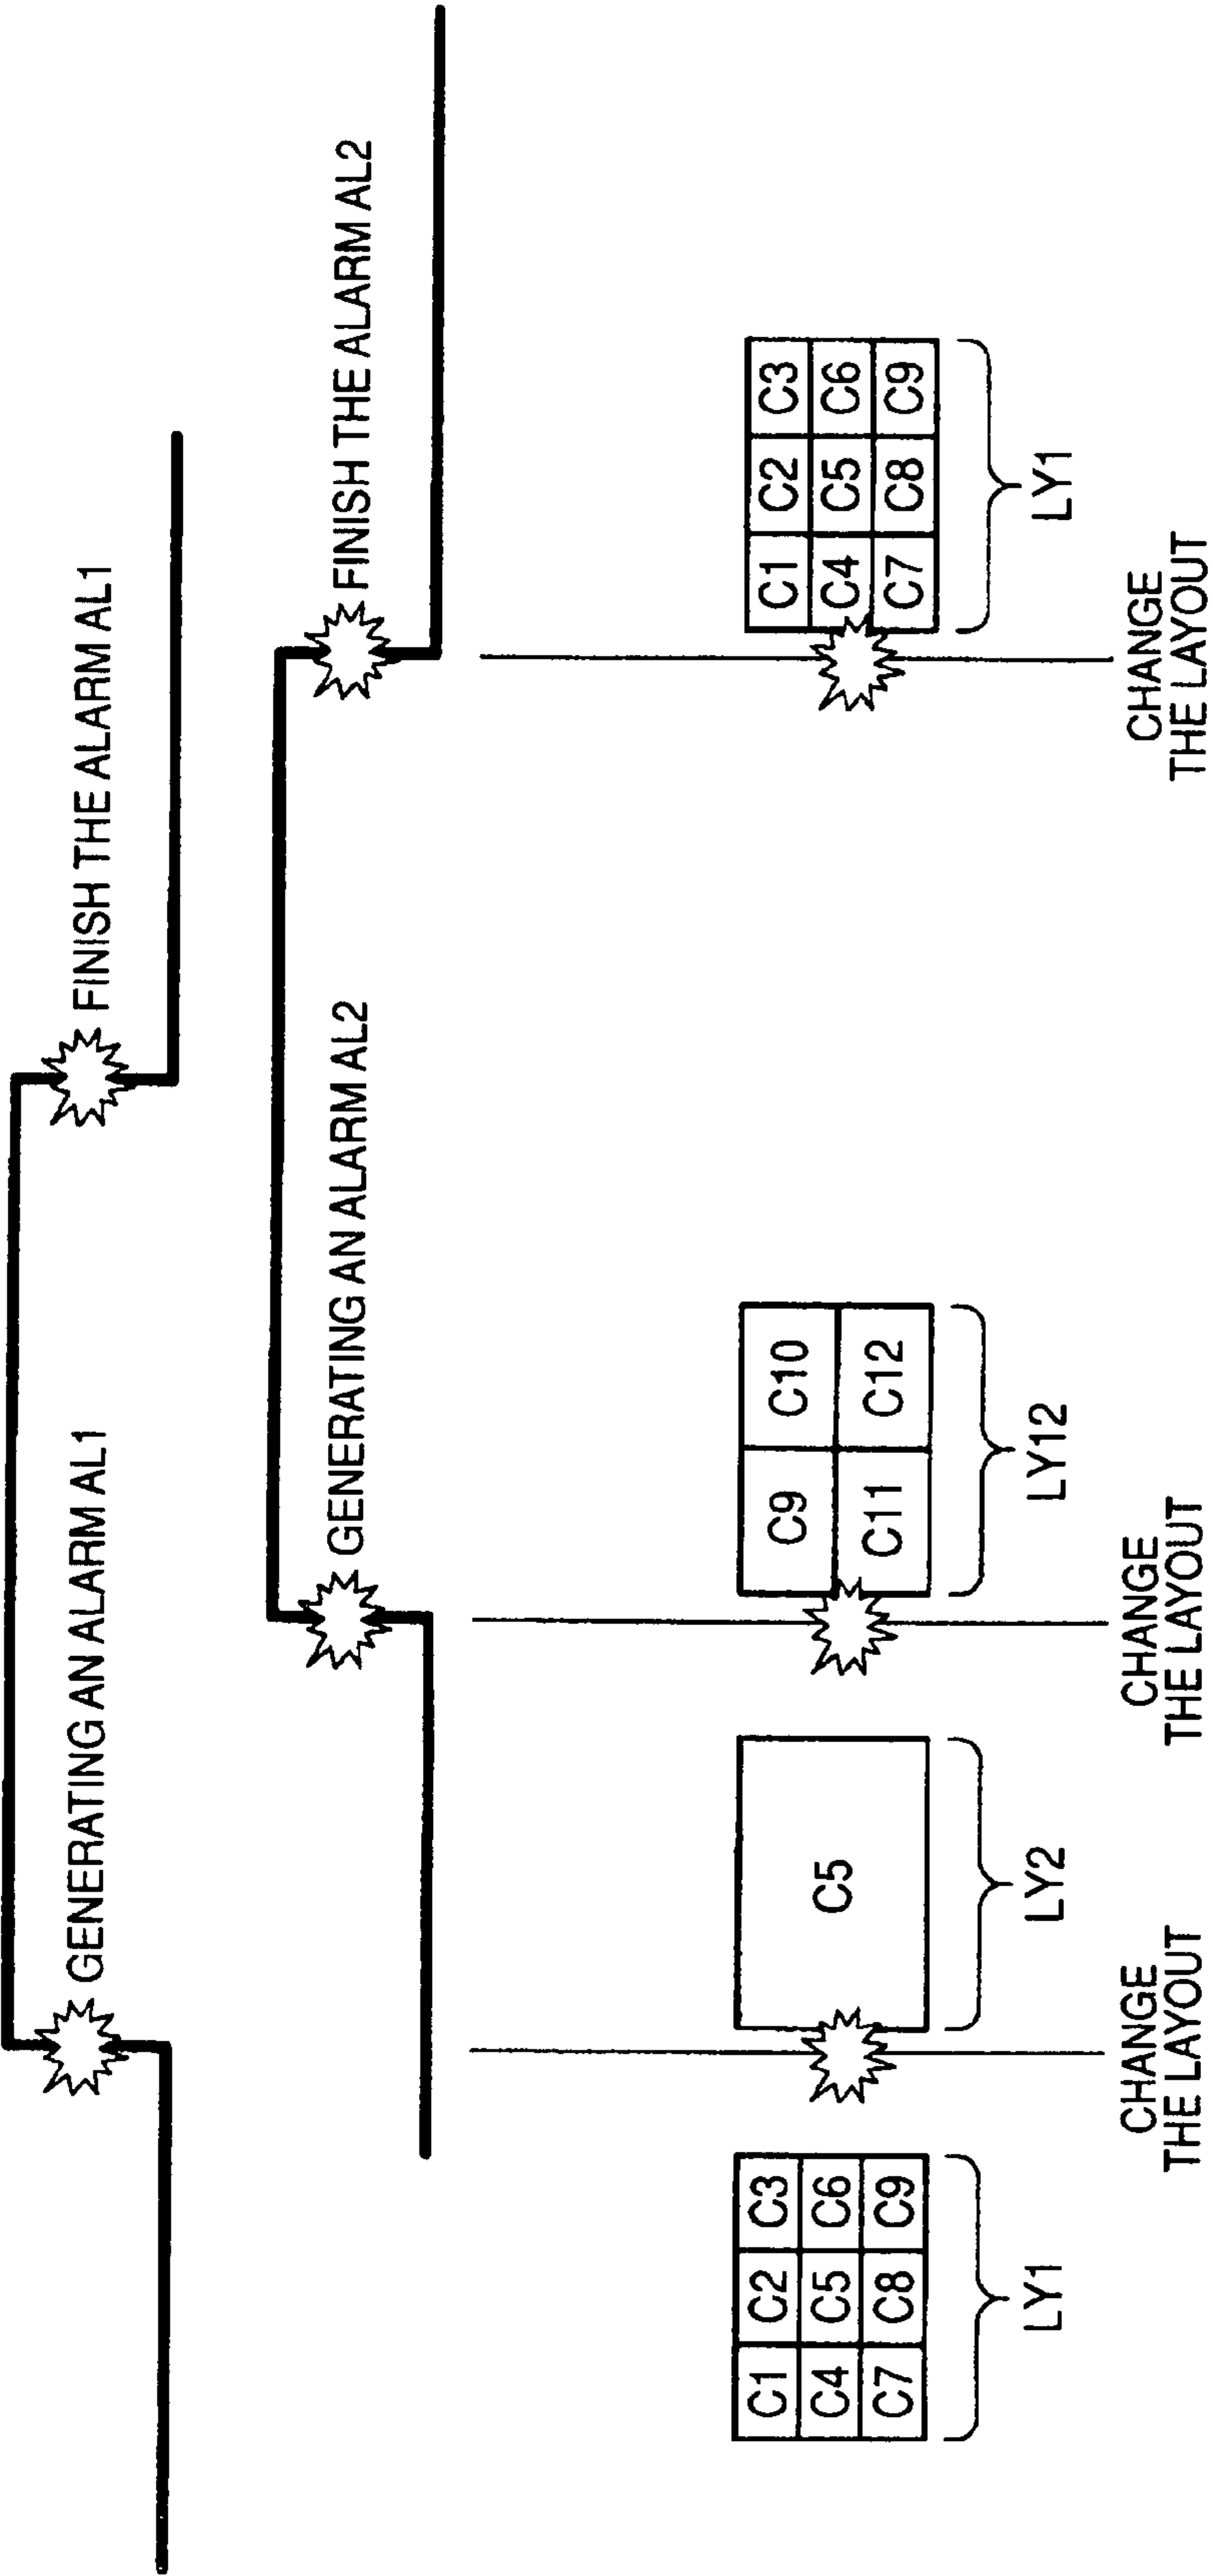 GENERATING AN ALARM AL1
FINISH THE ALARM AL1
GENERATING AN ALARM AL2
FINISH THE ALARM AL2
C1 C2 C3
C4 C5 C6
C7 C8 C9
LY1
CHANGE
THE LAYOUT
C5
LY2
CHANGE
THE LAYOUT
C9 C10
C11 C12
LY12
CHANGE
THE LAYOUT
C1 C2 C3
C4 C5 C6
C7 C8 C9
LY1